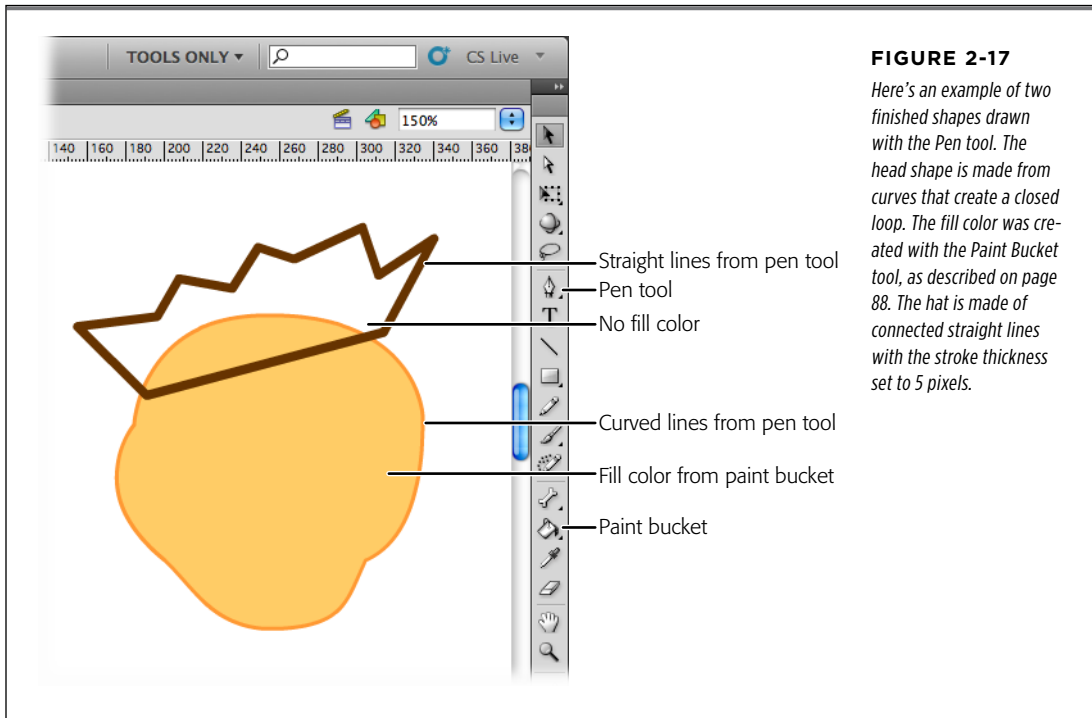 TOOLS ONLY
CS Live
150%
140 160 180 200 220 240 260 280 300 320 340 360 38
T
Straight lines from pen tool
Pen tool
No fill color
Curved lines from pen tool
Fill color from paint bucket
Paint bucket
FIGURE 2-17
Here's an example of two
finished shapes drawn
with the Pen tool. The
head shape is made from
curves that create a closed
loop. The fill color was cre-
ated with the Paint Bucket
tool, as described on page
88. The hat is made of
connected straight lines
with the stroke thickness
set to 5 pixels.